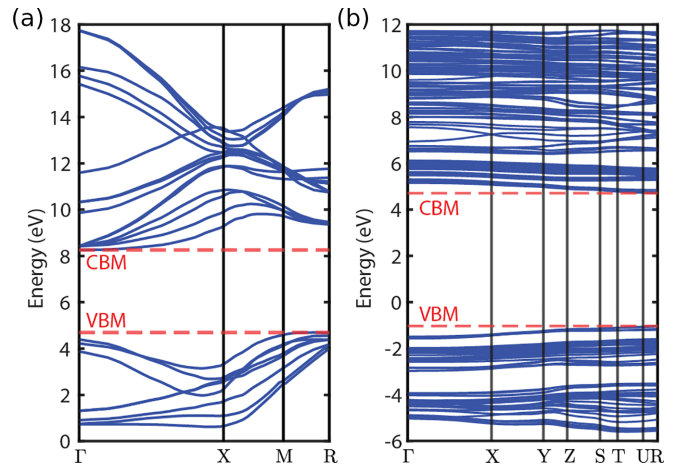 (a)
(b)
18
16
14
12
10
8
6
4
2
0
Energy (eV)
CBM
VBM
Γ
X
M
R
12
10
8
6
4
2
0
-2
-4
-6
Energy (eV)
CBM
VBM
Γ
X
Y
Z
S
T
UR